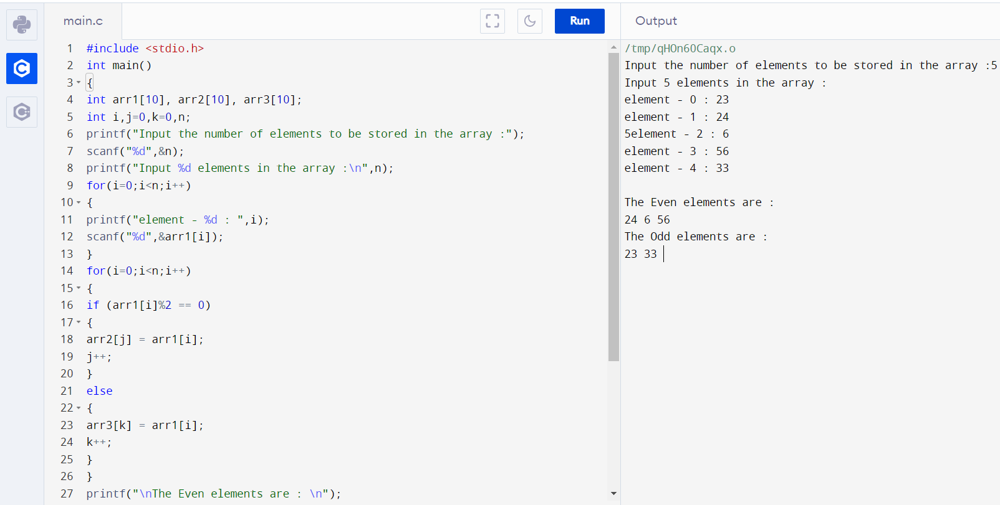 main.c
Run
Output
1 #include <stdio.h>
2 int main()
3 {
4 int arr1[10], arr2[10], arr3[10];
5 int i,j=0,k=0,n;
6 printf("Input the number of elements to be stored in the array :");
7 scanf("%d",&n);
8 printf("Input %d elements in the array :\n",n);
9 for(i=0;i<n;i++)
10 {
11 printf("element - %d : ",i);
12 scanf("%d",&arr1[i]);
13 }
14 for(i=0;i<n;i++)
15 {
16 if (arr1[i]%2 == 0)
17 {
18 arr2[j] = arr1[i];
19 j++;
20 }
21 else
22 {
23 arr3[k] = arr1[i];
24 k++;
25 }
26 }
27 printf("\nThe Even elements are : \n");
/tmp/qHOn60Caqx.o
Input the number of elements to be stored in the array :5
Input 5 elements in the array :
element - 0 : 23
element - 1 : 24
5element - 2 : 6
element - 3 : 56
element - 4 : 33
The Even elements are :
24 6 56
The Odd elements are :
23 33